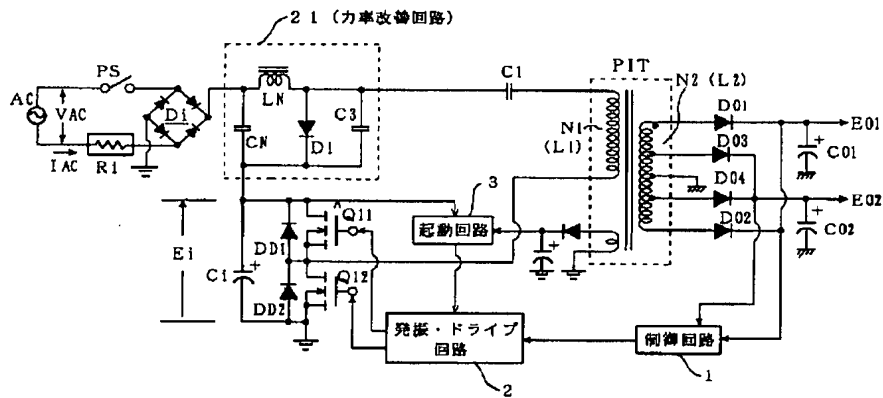 21(力率改善回路)
PS
AC
VAC
IAC
R1
Di
LN
CN
D1
C3
C1
PIT
N1
(L1)
N2 (L2)
D01
D03
D04
D02
E01
C01
E02
C02
3
起動回路
Q11
Q12
DD1
DD2
Ei
Ci
発振・ドライブ
回路
2
制御回路
1